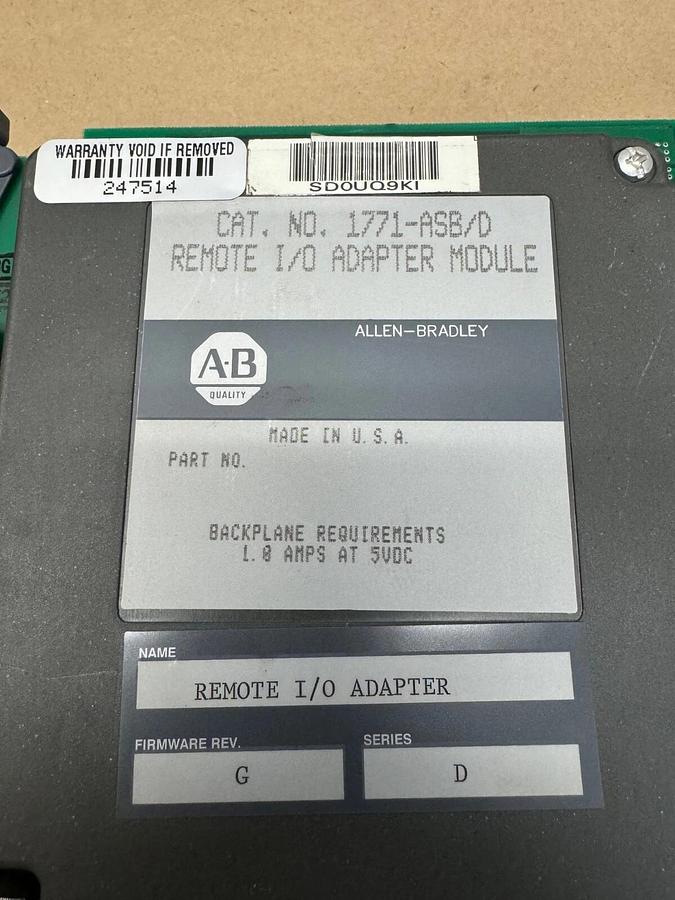 WARRANTY VOID IF REMOVED
247514
SD0UQ9KI
CAT. NO. 1771-ASB/D
REMOTE I/O ADAPTER MODULE
ALLEN-BRADLEY
A-B
QUALITY
MADE IN U.S.A.
PART NO.
BACKPLANE REQUIREMENTS
1.0 AMPS AT 5VDC
NAME
REMOTE I/O ADAPTER
FIRMWARE REV.
SERIES
G
D